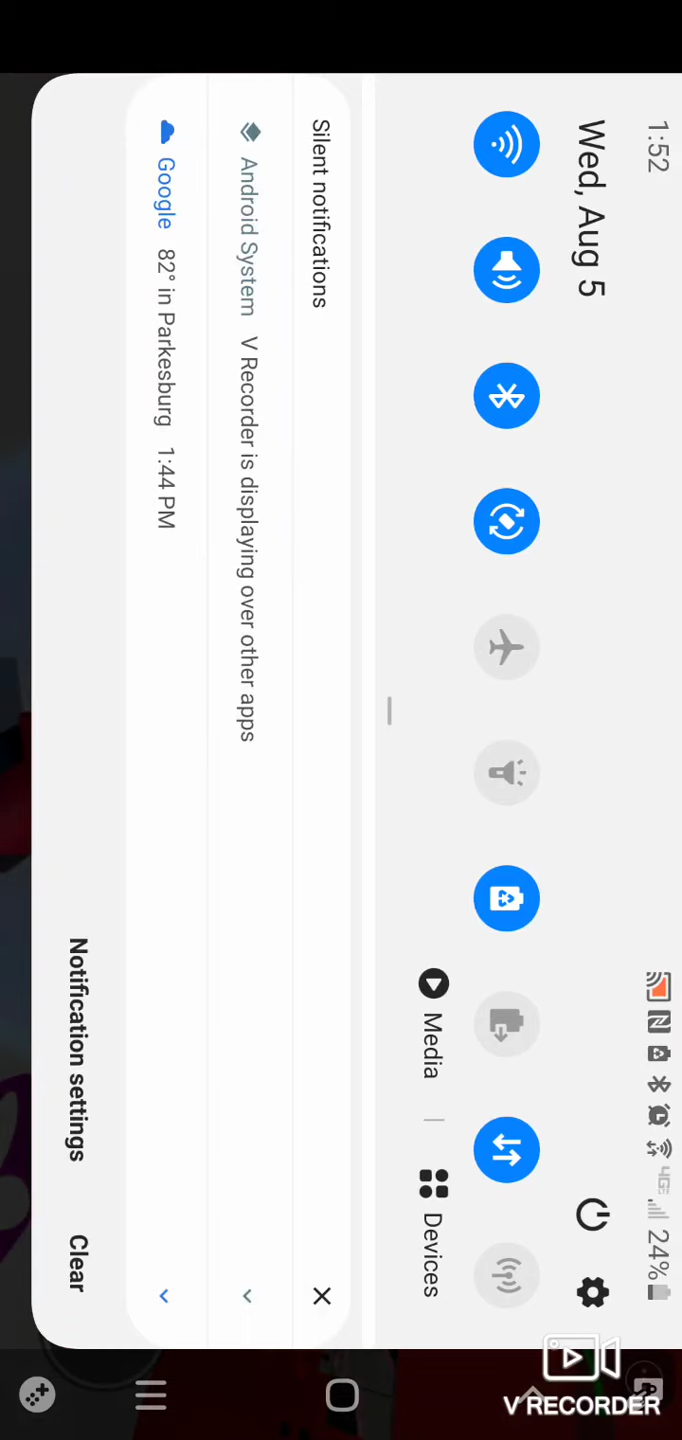 1:52
24%
Wed, Aug 5
Media | Devices
Silent notifications
Android System V Recorder is displaying over other apps
Google 82° in Parkesburg 1:44 PM
Notification settings Clear
V RECORDER